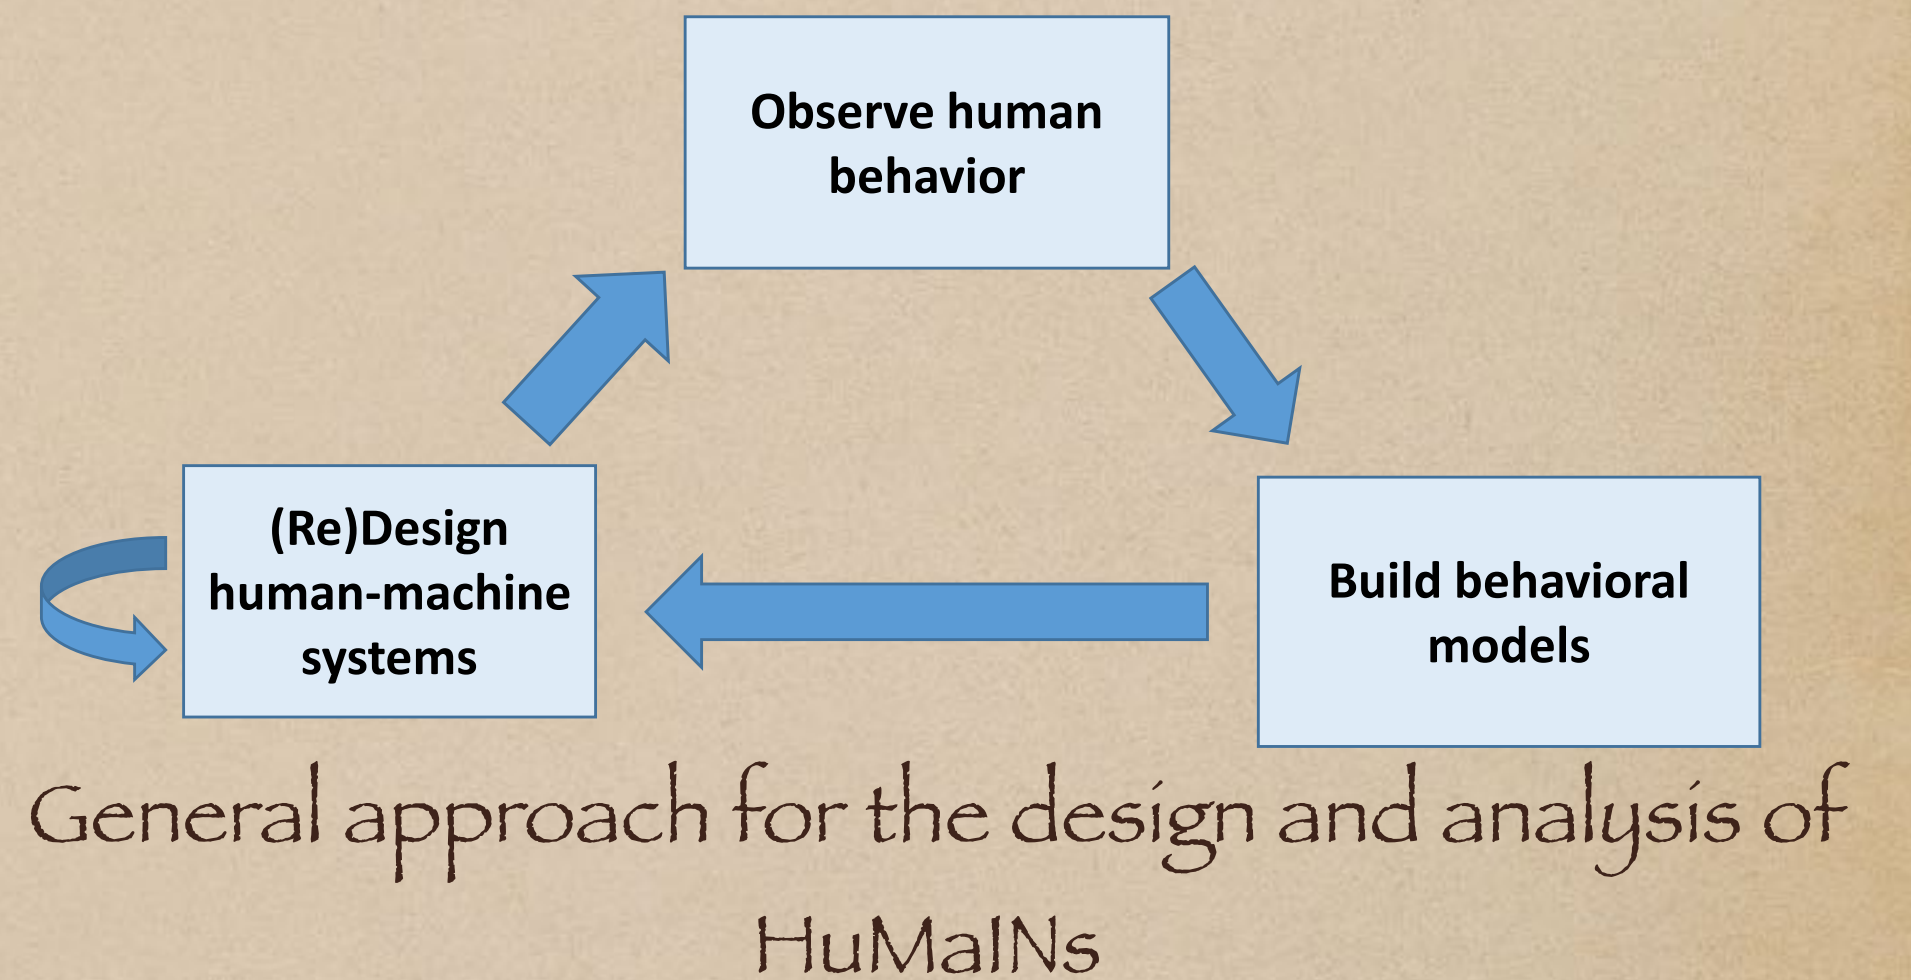 Observe human
behavior
(Re)Design
human-machine
systems
Build behavioral
models
General approach for the design and analysis of
HuMaINs